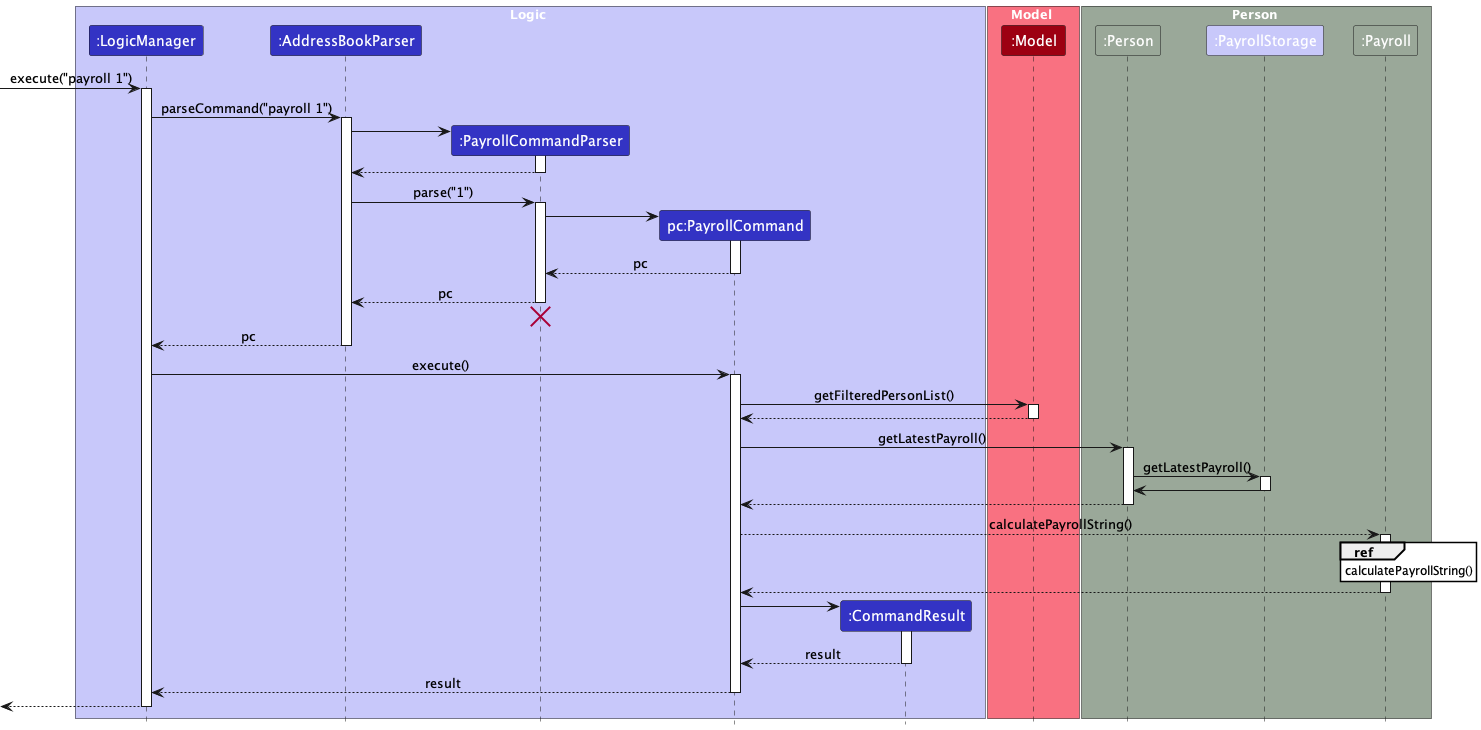 Logic
Model
Person
:LogicManager
:AddressBookParser
:Model
:Person
:PayrollStorage
:Payroll
execute("payroll 1")
parseCommand("payroll 1")
:PayrollCommandParser
parse("1")
pc:PayrollCommand
pc
pc
pc
execute()
getFilteredPersonList()
getLatestPayroll()
getLatestPayroll()
calculatePayrollString()
ref
calculatePayrollString()
:CommandResult
result
result